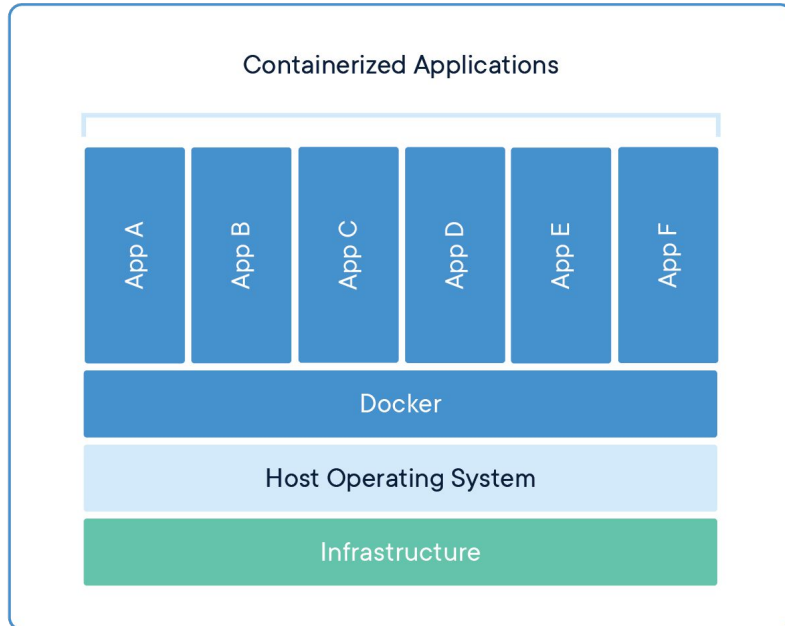 Containerized Applications
App A
App B
App C
App D
App E
App F
Docker
Host Operating System
Infrastructure